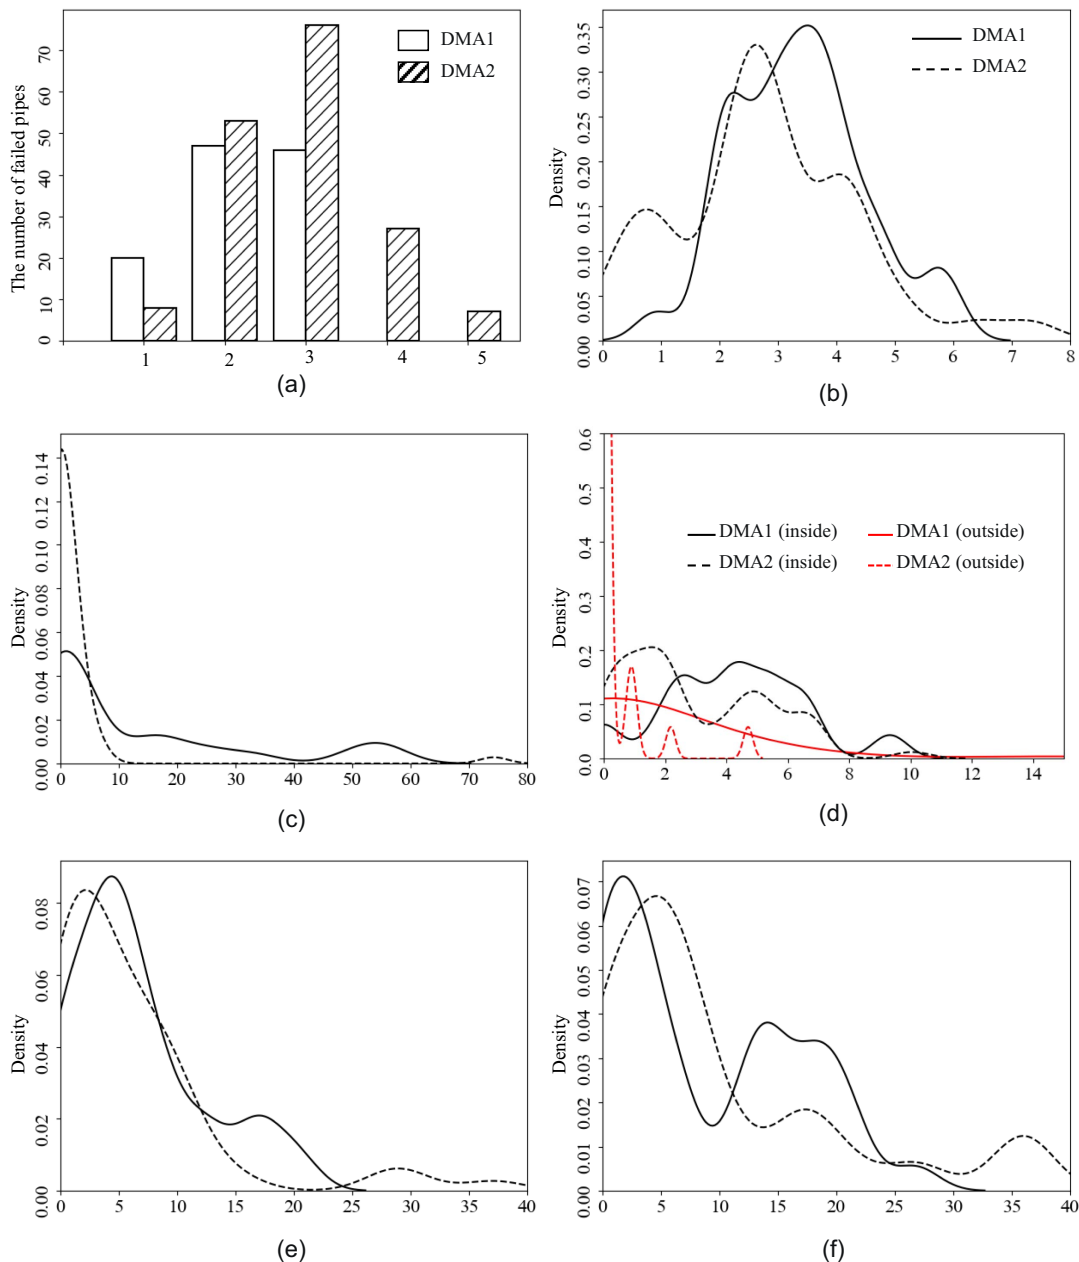 The number of failed pipes
70
60
50
40
30
20
10
0
DMA1
DMA2
1 2 3 4 5
(a)
Density
0.35
0.30
0.25
0.20
0.15
0.10
0.05
0.00
DMA1
DMA2
0 1 2 3 4 5 6 7 8
(b)
Density
0.14
0.12
0.10
0.08
0.06
0.04
0.02
0.00
0 10 20 30 40 50 60 70 80
(c)
Density
0.6
0.5
0.4
0.3
0.2
0.1
0.0
DMA1 (inside) DMA1 (outside)
DMA2 (inside) DMA2 (outside)
0 2 4 6 8 10 12 14
(d)
Density
0.08
0.06
0.04
0.02
0.00
0 5 10 15 20 25 30 35 40
(e)
Density
0.07
0.06
0.05
0.04
0.03
0.02
0.01
0.00
0 5 10 15 20 25 30 35 40
(f)